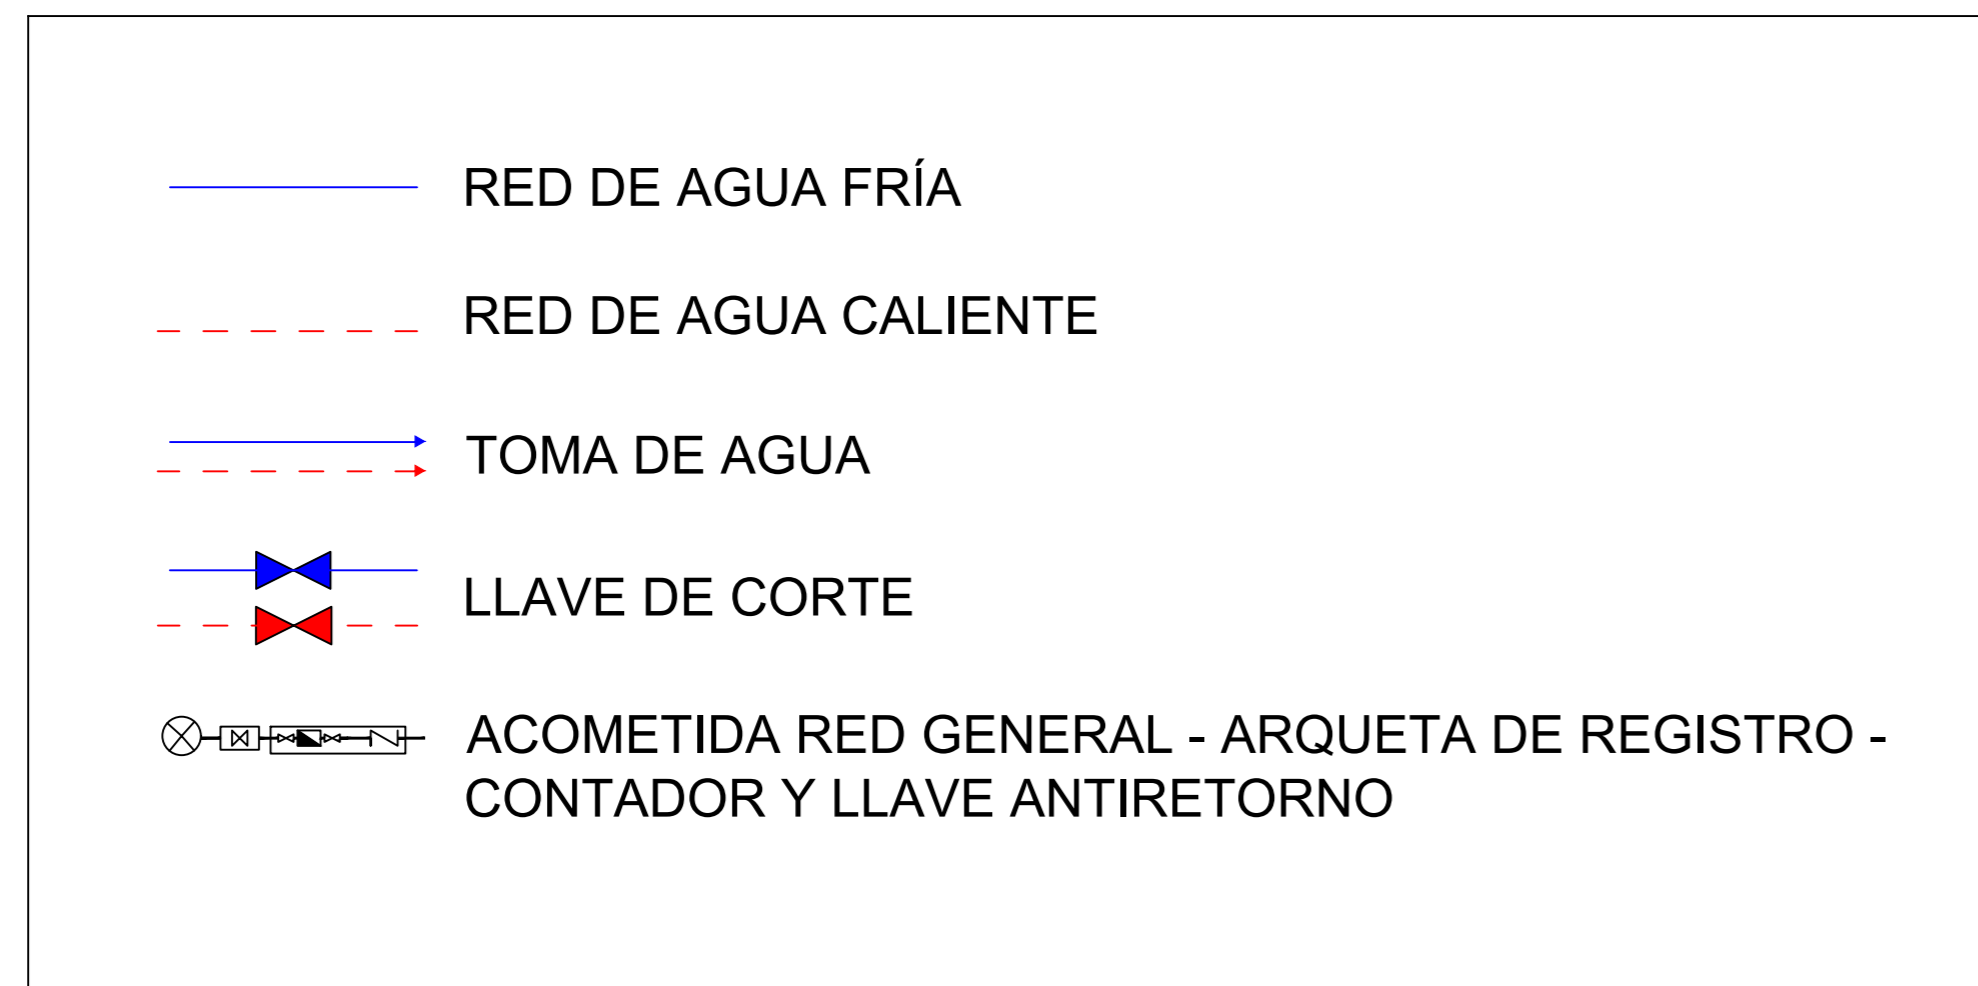 RED DE AGUA FRÍA
RED DE AGUA CALIENTE
TOMA DE AGUA
LLAVE DE CORTE
ACOMETIDA RED GENERAL - ARQUETA DE REGISTRO -
CONTADOR Y LLAVE ANTIRETORNO